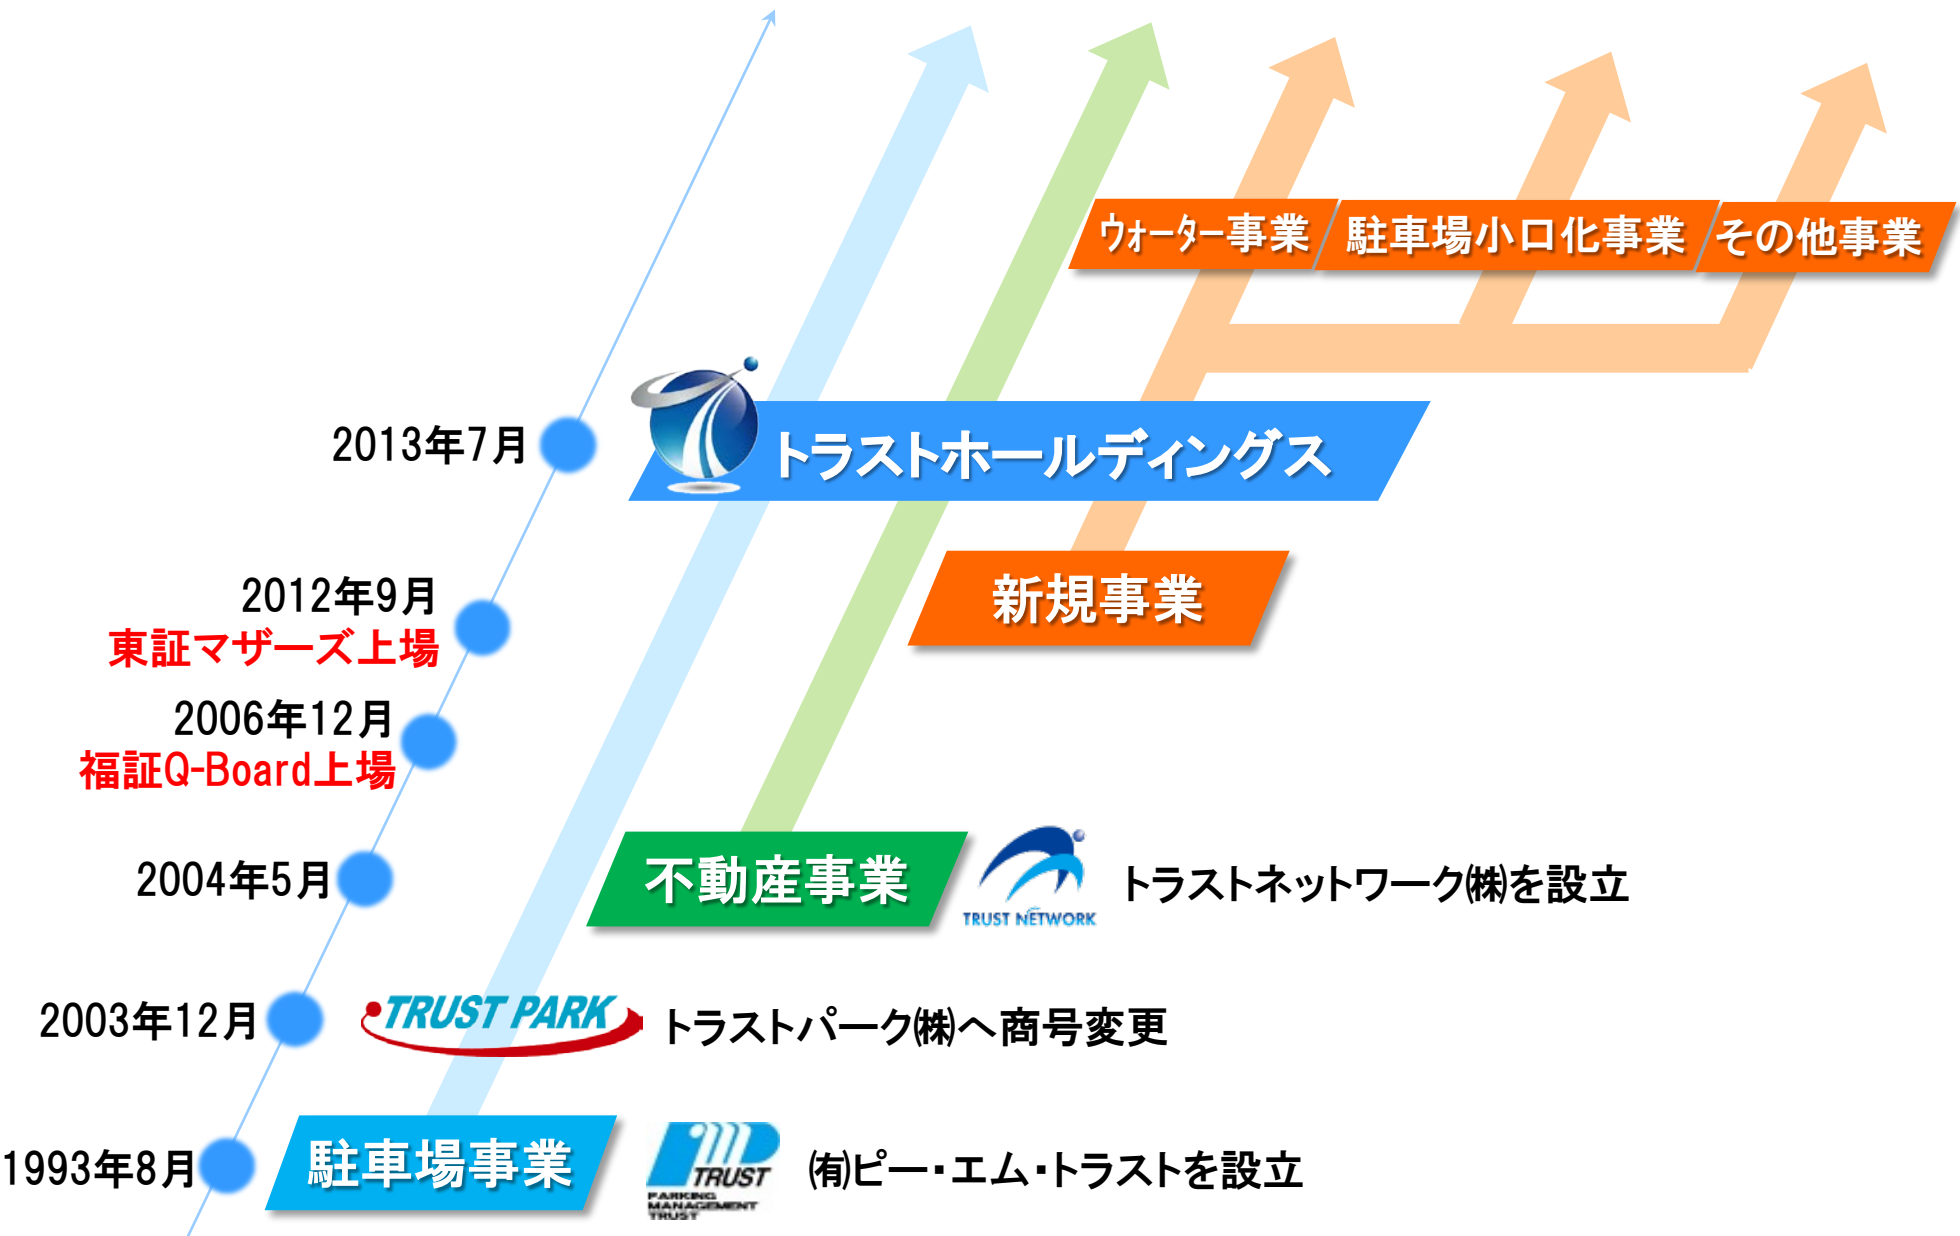 ウォーター事業
駐車場小口化事業
その他事業
2013年7月
トラストホールディングス
2012年9月
東証マザーズ上場
新規事業
2006年12月
福証Q-Board上場
2004年5月
不動産事業
TRUST NETWORK
トラストネットワーク㈱を設立
2003年12月
TRUST PARK
トラストパーク㈱へ商号変更
1993年8月
駐車場事業
TRUST
PARKING
MANAGEMENT
TRUST
㈲ピー・エム・トラストを設立